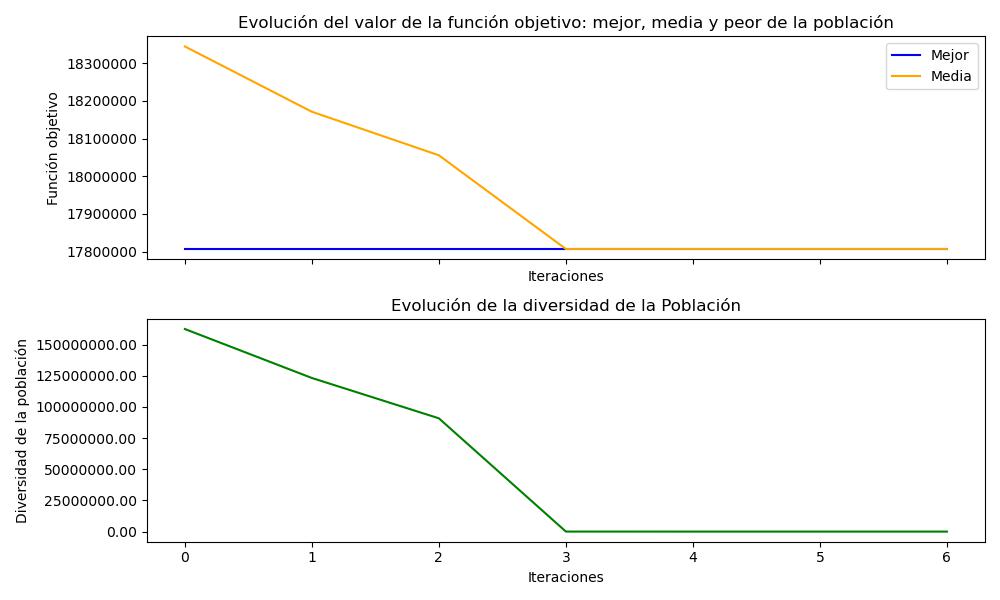 Evolución del valor de la función objetivo: mejor, media y peor de la población
Función objetivo
18300000
18200000
18100000
18000000
17900000
17800000
Mejor
Media
Iteraciones
Evolución de la diversidad de la Población
Diversidad de la población
150000000.00
125000000.00
100000000.00
75000000.00
50000000.00
25000000.00
0.00
0 1 2 3 4 5 6
Iteraciones